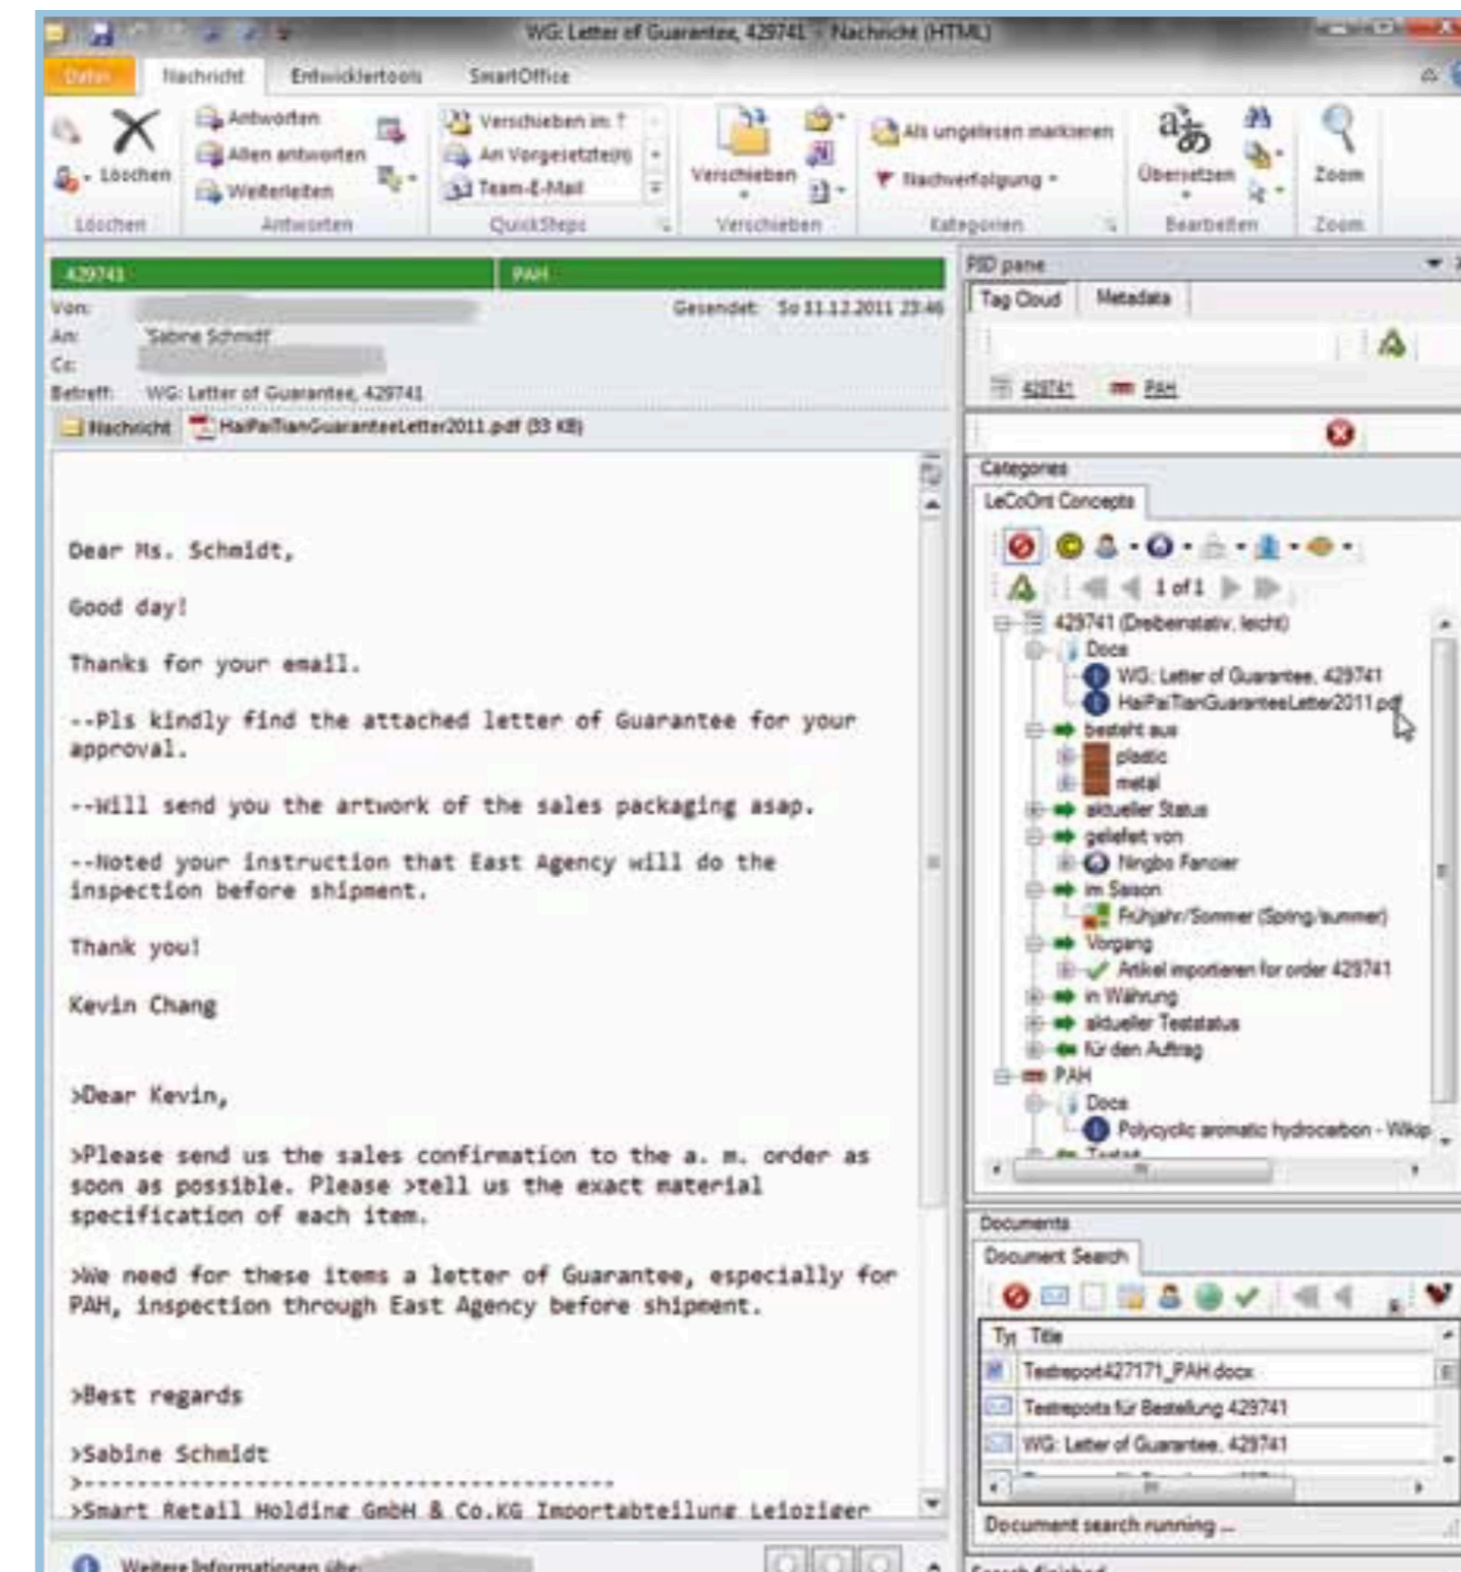 WG: Letter of Guarantee, 429741 - Nachricht (HTML)
Datei Nachricht Entwicklertools SmartOffice
Löschen
Löschen
Antworten
Allen antworten
Weiterleiten
Antworten
Verschieben in: ?
An Vorgesetzte(n)
Team-E-Mail
QuickSteps
Verschieben
Verschieben
Als ungelesen markieren
Nachverfolgung
Kategorien
Übersetzen
Bearbeiten
Zoom
Zoom
429741 PAH
Von: Gesendet: So 11.12.2011 23:46
An: 'Sabine Schmidt'
Cc:
Betreff: WG: Letter of Guarantee, 429741
Nachricht HaiPaiTianGuaranteeLetter2011.pdf (33 KB)
Dear Ms. Schmidt,
Good day!
Thanks for your email.
--Pls kindly find the attached letter of Guarantee for your
approval.
--Will send you the artwork of the sales packaging asap.
--Noted your instruction that East Agency will do the
inspection before shipment.
Thank you!
Kevin Chang
>Dear Kevin,
>Please send us the sales confirmation to the a. m. order as
soon as possible. Please >tell us the exact material
specification of each item.
>We need for these items a letter of Guarantee, especially for
PAH, inspection through East Agency before shipment.
>Best regards
>Sabine Schmidt
>----------------------------------------
>Smart Retail Holding GmbH & Co.KG Importabteilung Leipziger
Weitere Informationen über
PID pane
Tag Cloud Metadata
429741 PAH
Categories
LeCoOnt Concepts
1 of 1
429741 (Dreibeinstativ, leicht)
Docs
WG: Letter of Guarantee, 429741
HaiPaiTianGuaranteeLetter2011.pdf
besteht aus
plastic
metal
aktueller Status
geliefert von
Ningbo Fancier
im Saison
Frühjahr/Sommer (Spring/summer)
Vorgang
Artikel importieren for order 429741
in Währung
aktueller Teststatus
für den Auftrag
PAH
Docs
Polycyclic aromatic hydrocarbon - Wikip
Testart
Documents
Document Search
Typ Title
Testreport427171_PAH.docx
Testreports für Bestellung 429741
WG: Letter of Guarantee, 429741
Document search running ...
Search finished